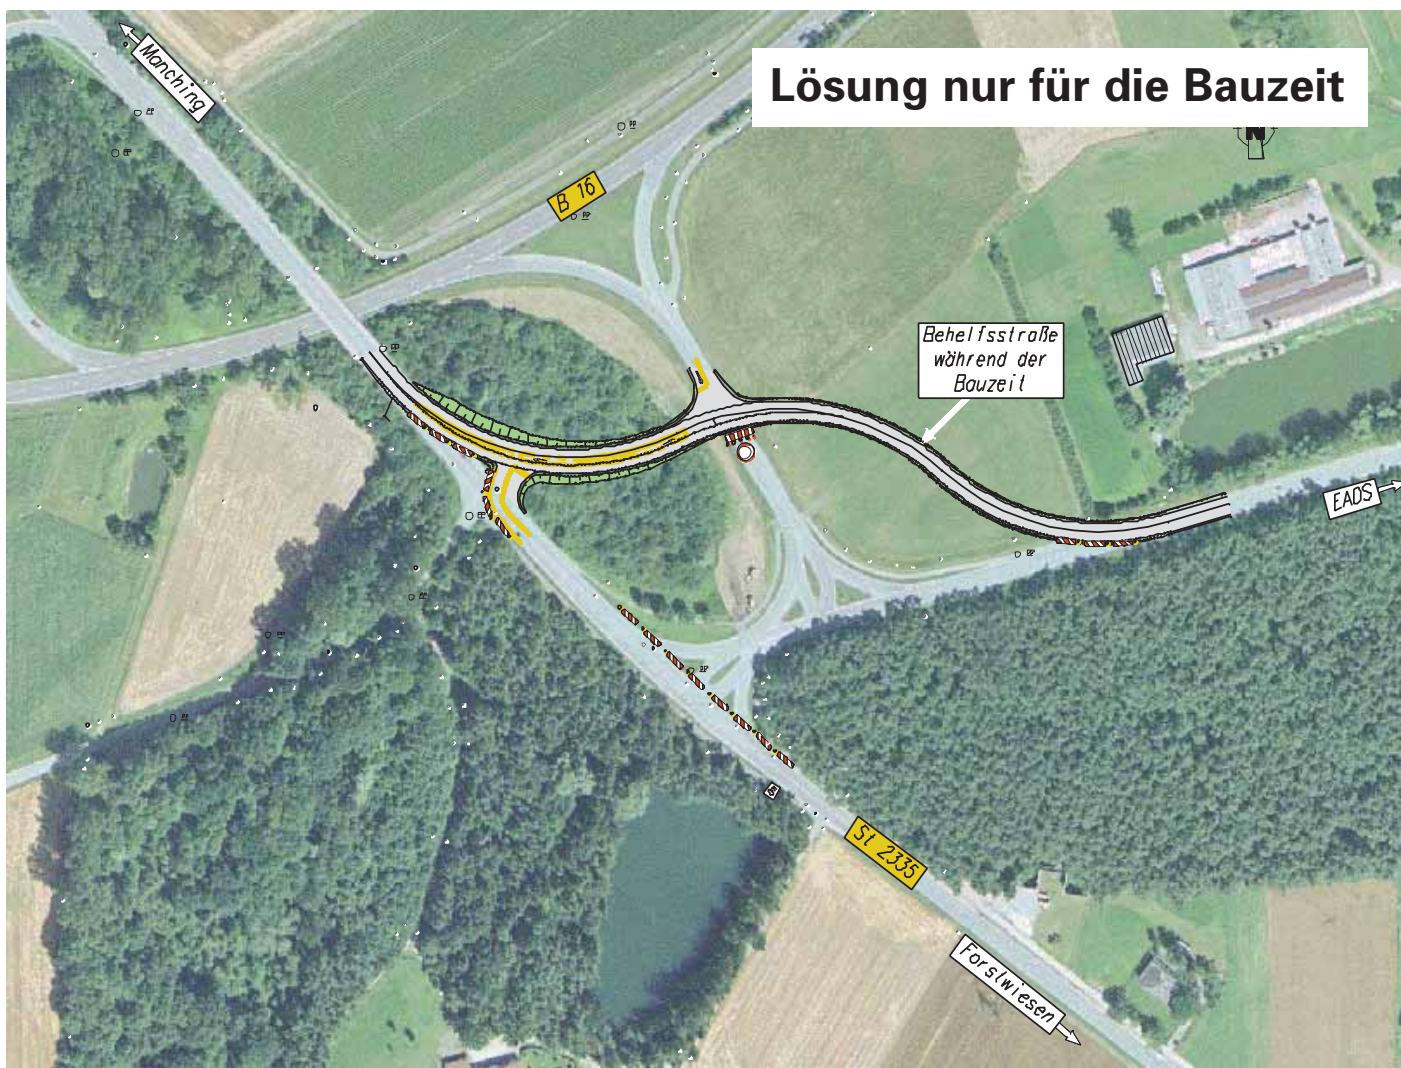 Manching
Lösung nur für die Bauzeit
N
B 16
Behelfsstraße
während der
Bauzeit
EADS
St 2335
Forstwiesen